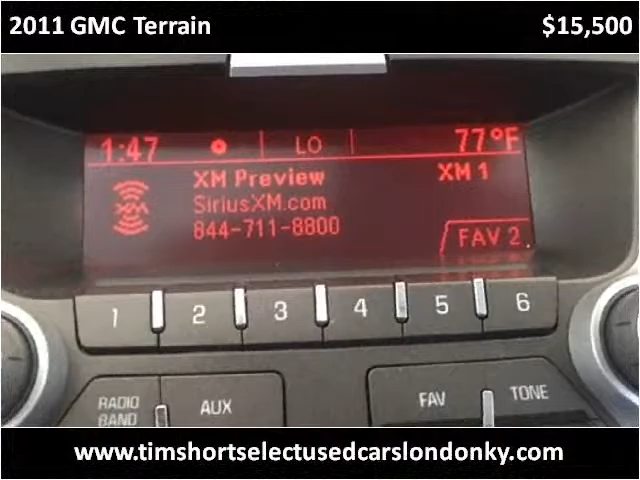 2011 GMC Terrain $15,500
1:47 LO 77°F
XM Preview XM 1
SiriusXM.com
844-711-8800
FAV 2
XM
1 2 3 4 5 6
RADIO BAND AUX FAV TONE
www.timshortselectusedcarslondonky.com